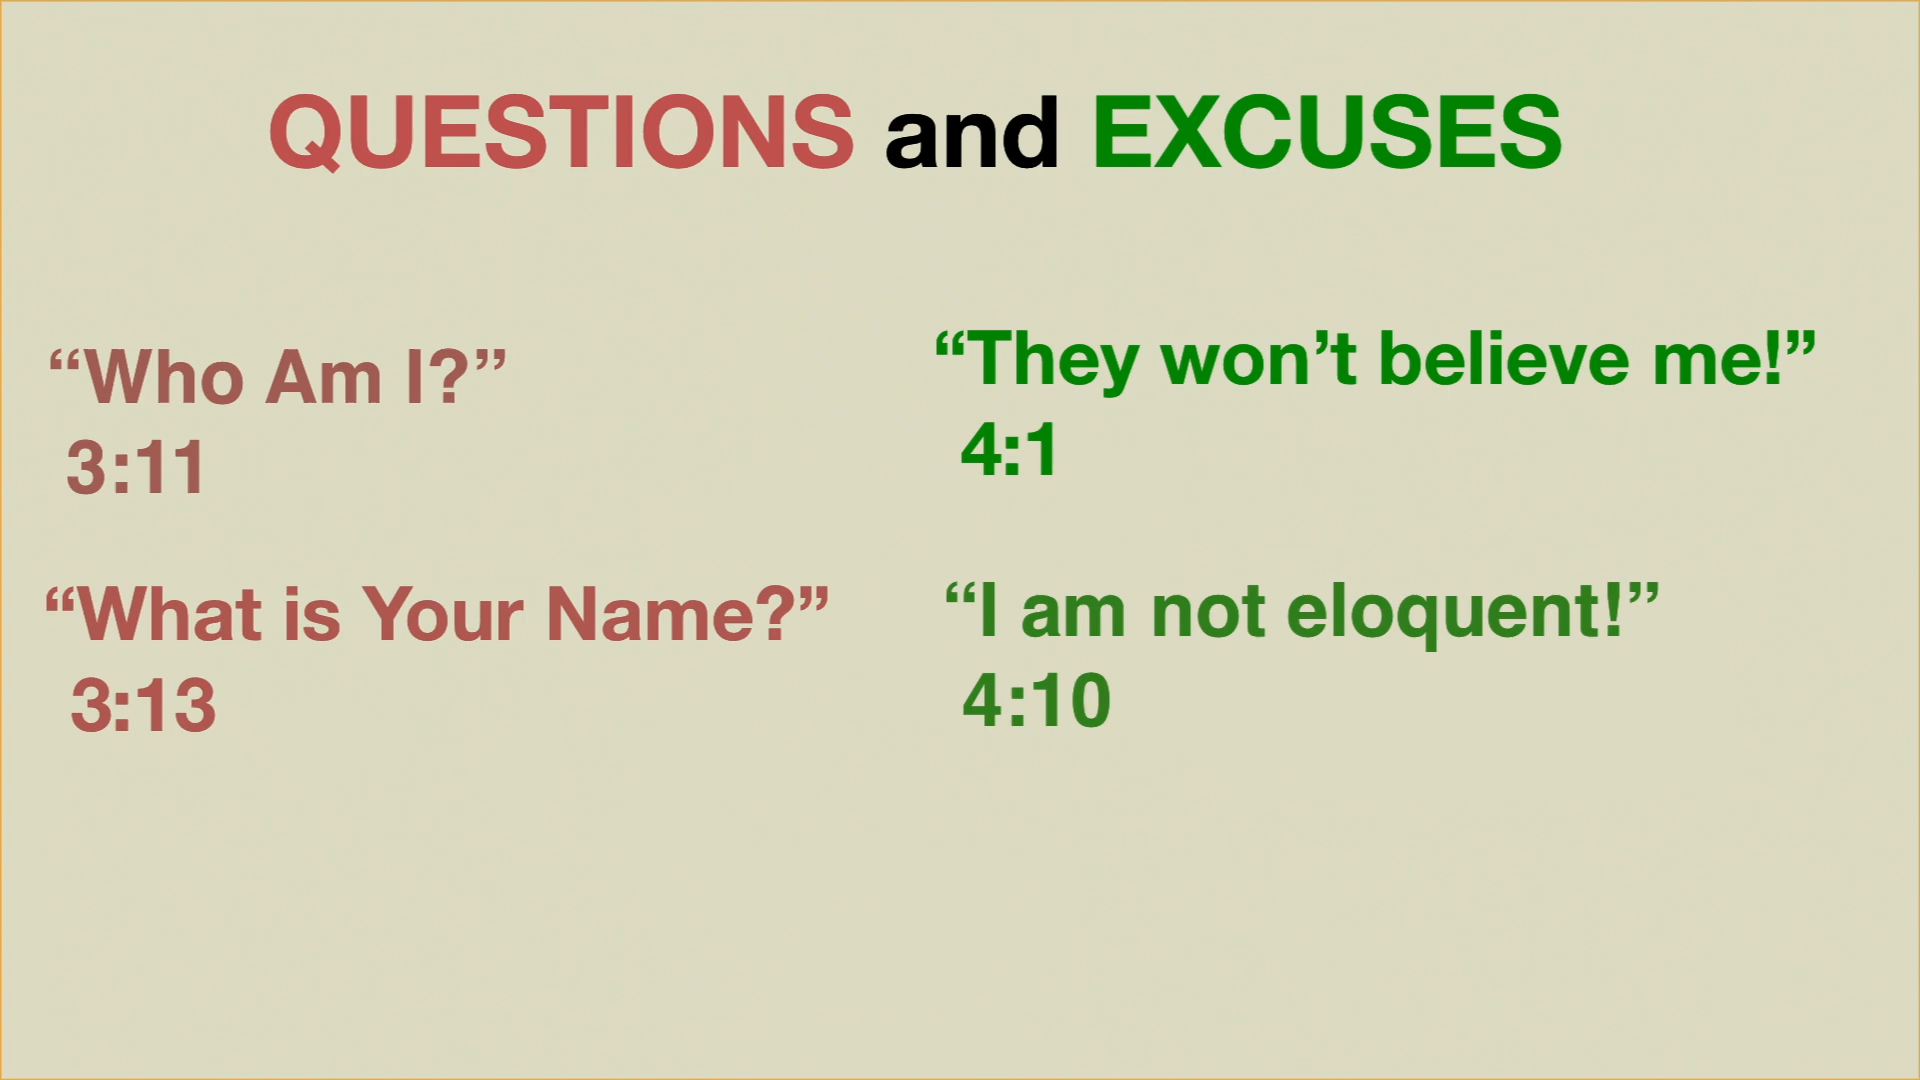 QUESTIONS and EXCUSES
“Who Am I?”
3:11
“What is Your Name?”
3:13
“They won’t believe me!”
4:1
“I am not eloquent!”
4:10